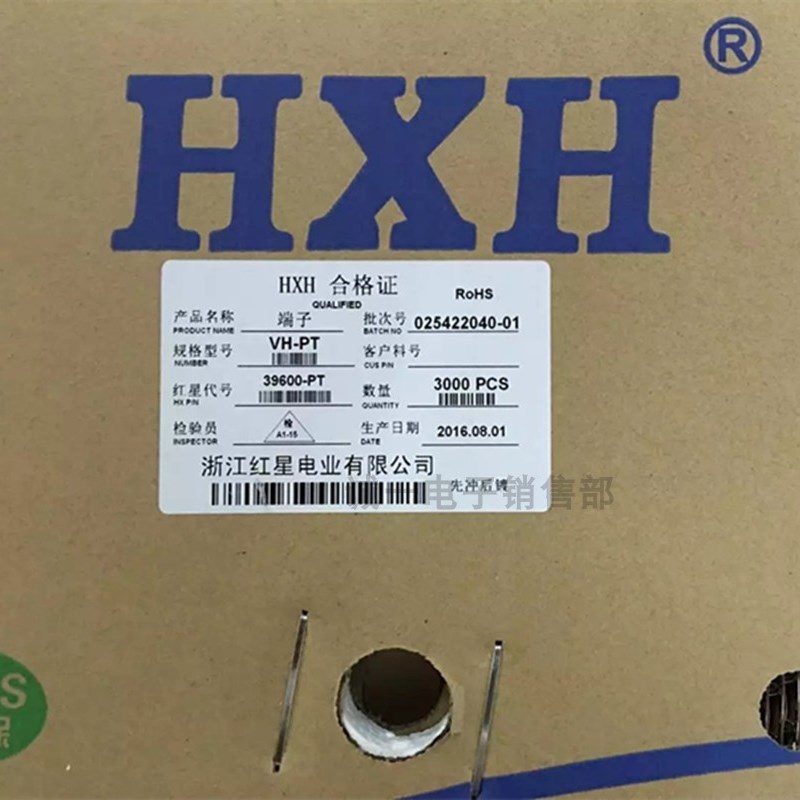 HXH®
HXH 合格证
QUALIFIED
RoHS
产品名称 端子 批次号 025422040-01
PRODUCT NAME BATCH NO
规格型号 VH-PT 客户料号
NUMBER CUS PIN
红星代号 39600-PT 数量 3000 PCS
HX PIN QUANTITY
检验员 检 A1-15 生产日期 2016.08.01
INSPECTOR DATE
浙江红星电业有限公司
先冲后镀
电子销售部
S